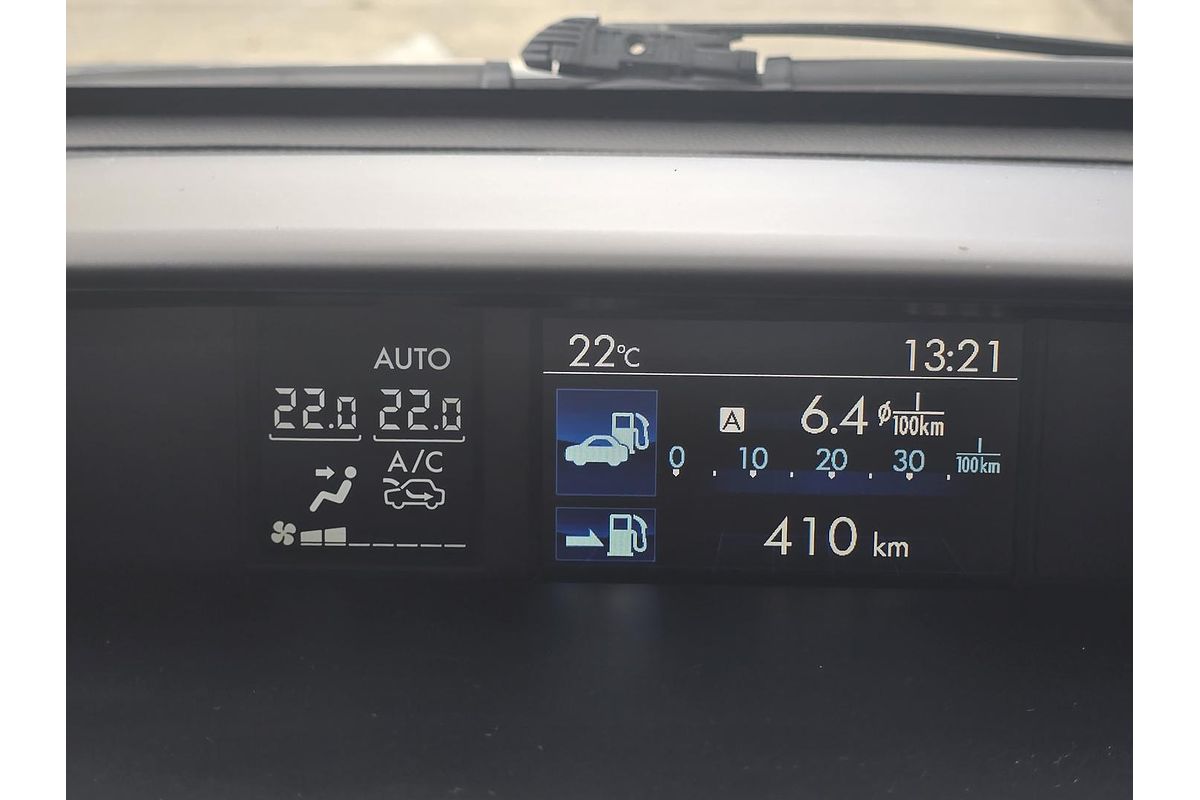 AUTO
22.0 22.0
A/C
22°C 13:21
A 6.4 ø l/100km
0 . 10 . 20 . 30 . l/100km
410 km